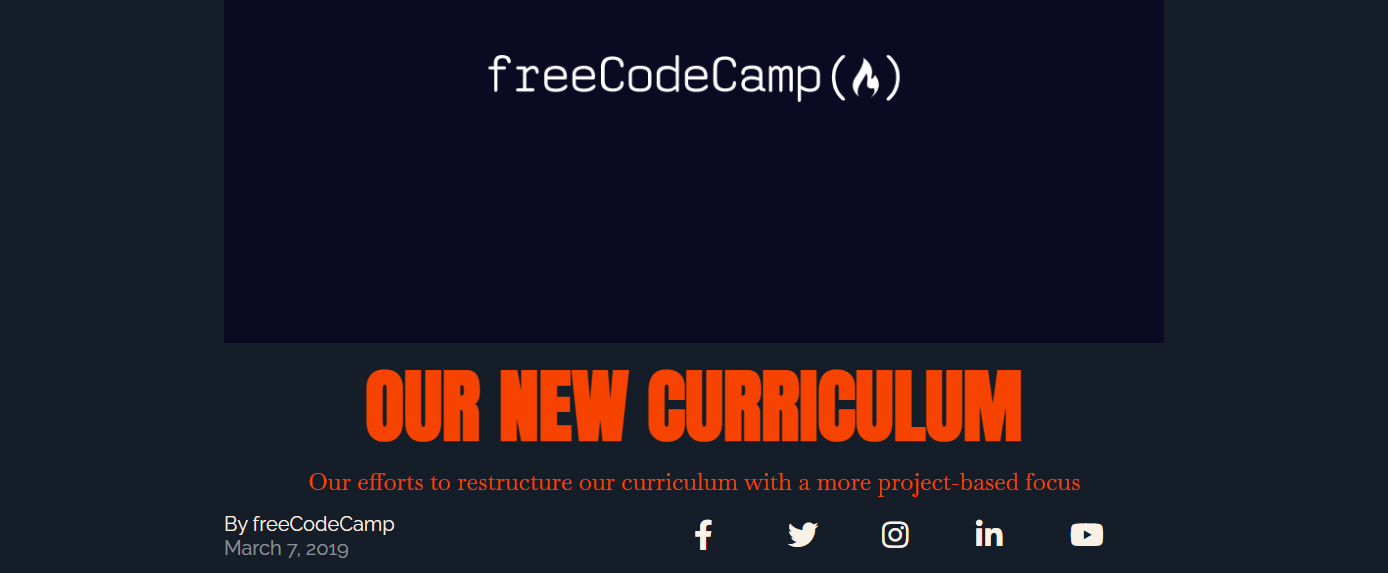 freeCodeCamp(🔥)
OUR NEW CURRICULUM
Our efforts to restructure our curriculum with a more project-based focus
By freeCodeCamp
March 7, 2019